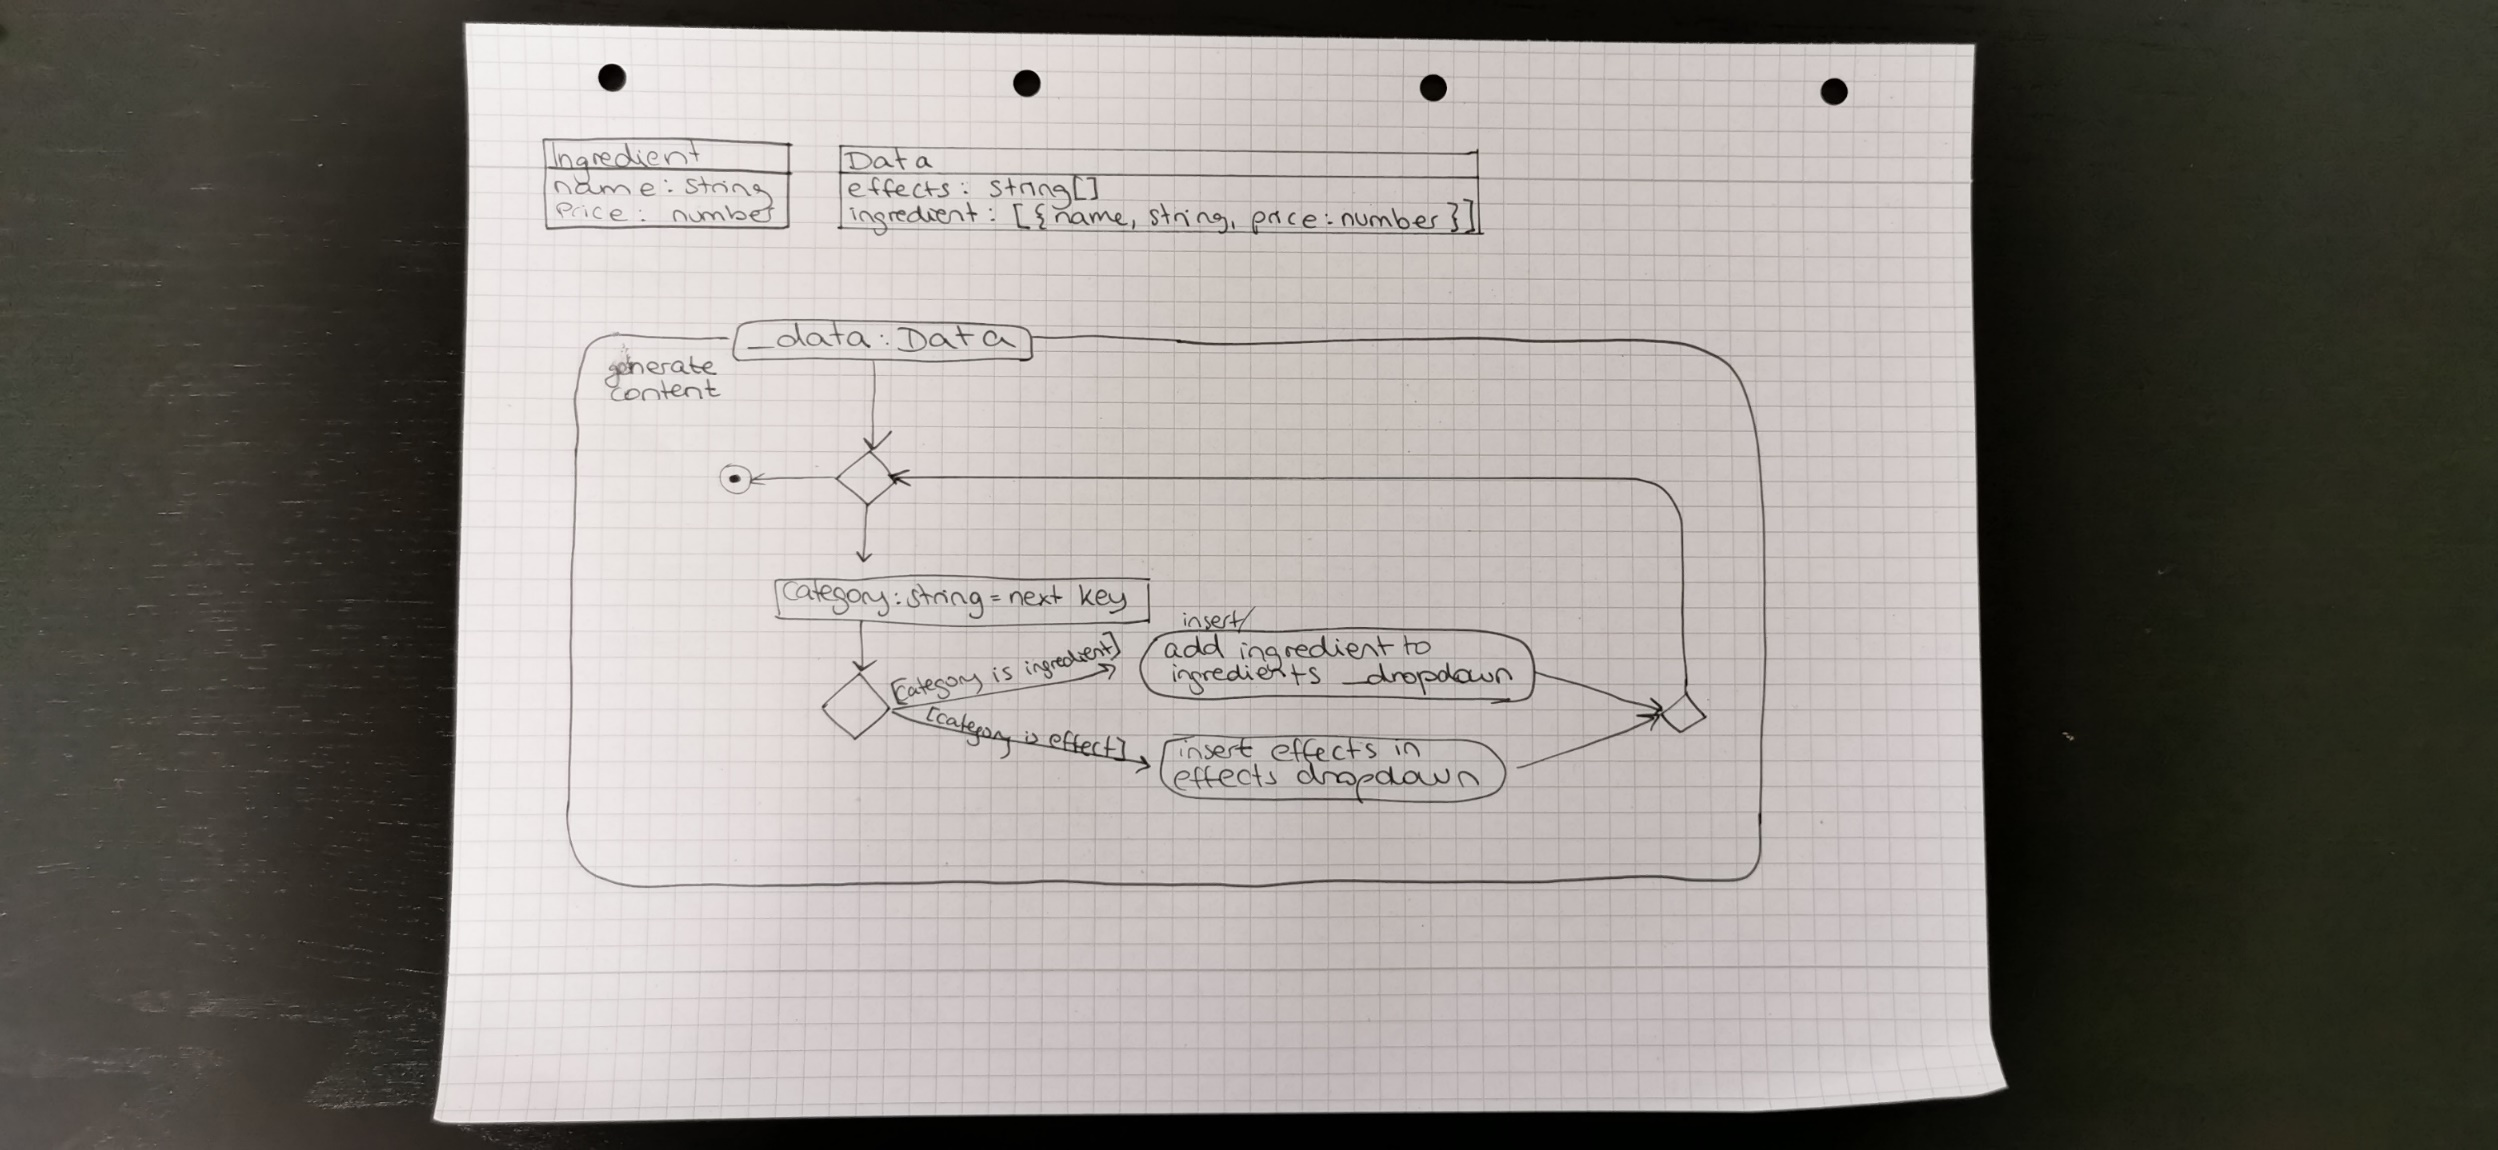 Ingredient
name: string
price: number
Data
effects: string[]
ingredient: [{name, string, price: number}]
_data: Data
generate
content
category: string = next key
[category is ingredient]
insert/
add ingredient to
ingredients _dropdown
[category is effect]
insert effects in
effects dropdown